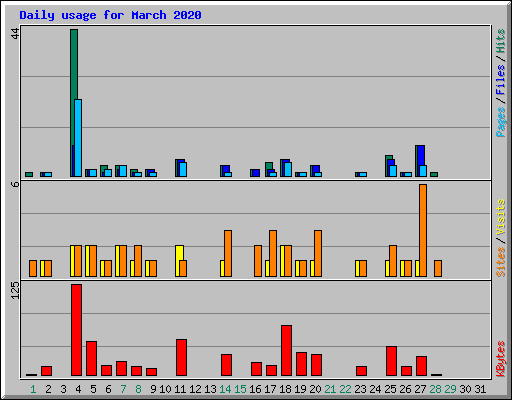 Daily usage for March 2020
44
Pages / Files / Hits
6
Sites / Visits
125
KBytes
1 2 3 4 5 6 7 8 9 10 11 12 13 14 15 16 17 18 19 20 21 22 23 24 25 26 27 28 29 30 31